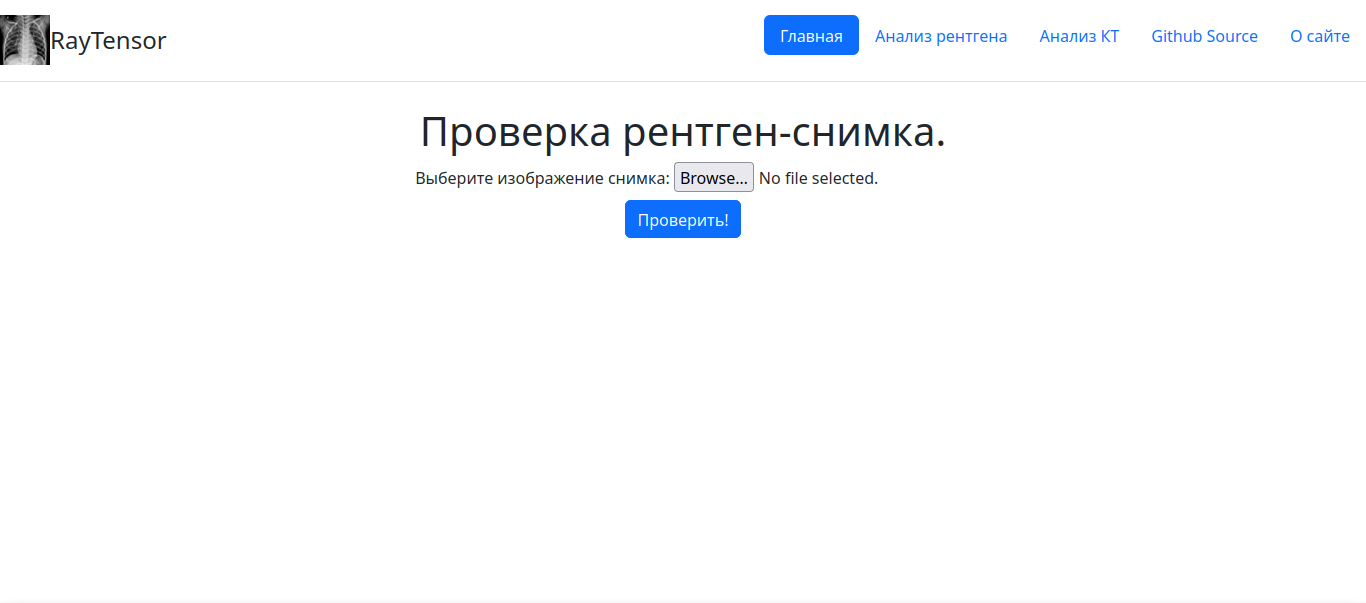 RayTensor
Главная Анализ рентгена Анализ КТ Github Source О сайте
Проверка рентген-снимка.
Выберите изображение снимка: Browse... No file selected.
Проверить!